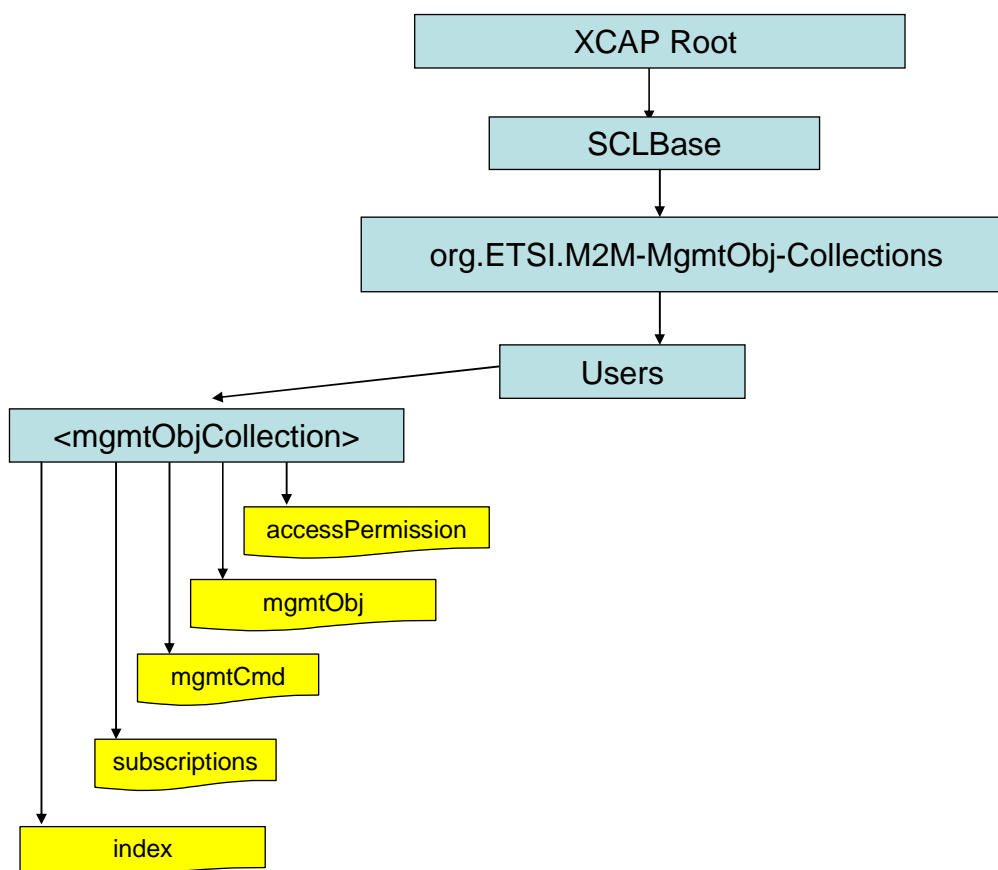 XCAP Root
SCLBase
org.ETSI.M2M-MgmtObj-Collections
Users
<mgmtObjCollection>
accessPermission
mgmtObj
mgmtCmd
subscriptions
index